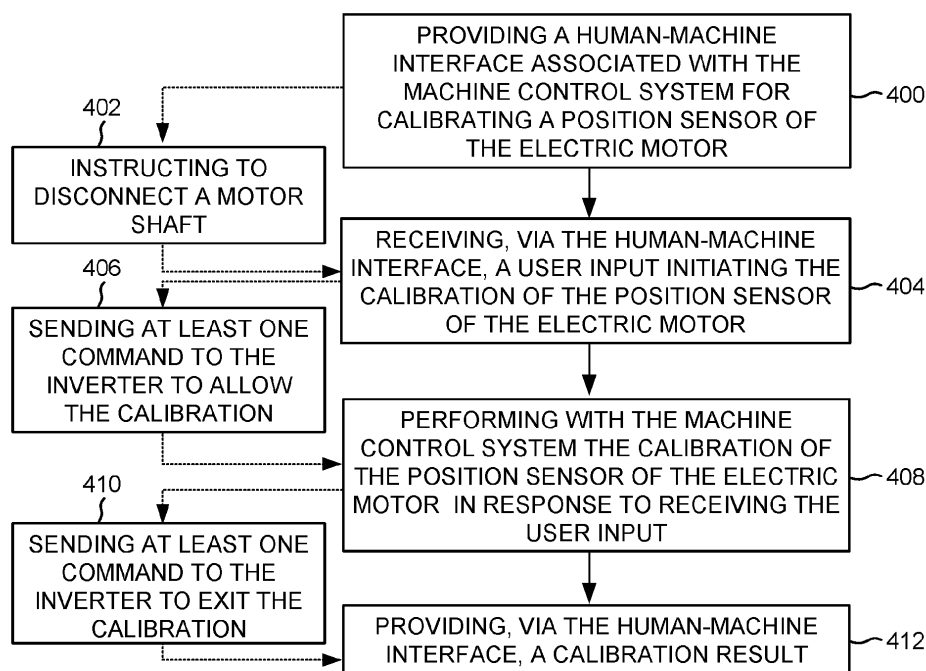 PROVIDING A HUMAN-MACHINE
INTERFACE ASSOCIATED WITH THE
MACHINE CONTROL SYSTEM FOR
CALIBRATING A POSITION SENSOR OF
THE ELECTRIC MOTOR
400
402
INSTRUCTING TO
DISCONNECT A MOTOR
SHAFT
RECEIVING, VIA THE HUMAN-MACHINE
INTERFACE, A USER INPUT INITIATING THE
CALIBRATION OF THE POSITION SENSOR
OF THE ELECTRIC MOTOR
404
406
SENDING AT LEAST ONE
COMMAND TO THE
INVERTER TO ALLOW
THE CALIBRATION
PERFORMING WITH THE MACHINE
CONTROL SYSTEM THE CALIBRATION OF
THE POSITION SENSOR OF THE ELECTRIC
MOTOR IN RESPONSE TO RECEIVING THE
USER INPUT
408
410
SENDING AT LEAST ONE
COMMAND TO THE
INVERTER TO EXIT THE
CALIBRATION
PROVIDING, VIA THE HUMAN-MACHINE
INTERFACE, A CALIBRATION RESULT
412